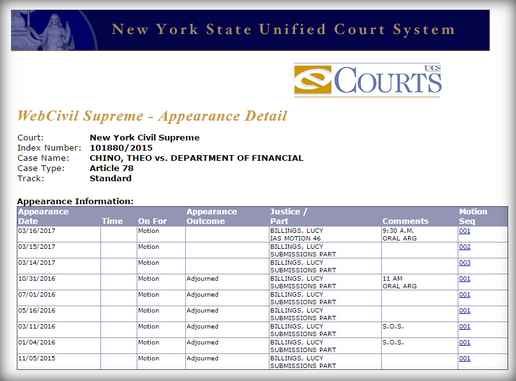 New York State Unified Court System
UCS
eCOURTS
WebCivil Supreme - Appearance Detail
Court: New York Civil Supreme
Index Number: 101880/2015
Case Name: CHINO, THEO vs. DEPARTMENT OF FINANCIAL
Case Type: Article 78
Track: Standard
Appearance Information:
Appearance Date Time On For Appearance Outcome Justice / Part Comments Motion Seq
03/16/2017 Motion BILLINGS, LUCY 9:30 A.M. 001
IAS MOTION 46 ORAL ARG
03/15/2017 Motion BILLINGS, LUCY 002
SUBMISSIONS PART
03/14/2017 Motion BILLINGS, LUCY 003
SUBMISSIONS PART
10/31/2016 Motion Adjourned BILLINGS, LUCY 11 AM 001
SUBMISSIONS PART ORAL ARG
07/01/2016 Motion Adjourned BILLINGS, LUCY 001
SUBMISSIONS PART
05/16/2016 Motion Adjourned BILLINGS, LUCY 001
SUBMISSIONS PART
03/11/2016 Motion Adjourned BILLINGS, LUCY S.O.S. 001
SUBMISSIONS PART
01/04/2016 Motion Adjourned BILLINGS, LUCY S.O.S. 001
SUBMISSIONS PART
11/05/2015 Motion Adjourned BILLINGS, LUCY 001
SUBMISSIONS PART